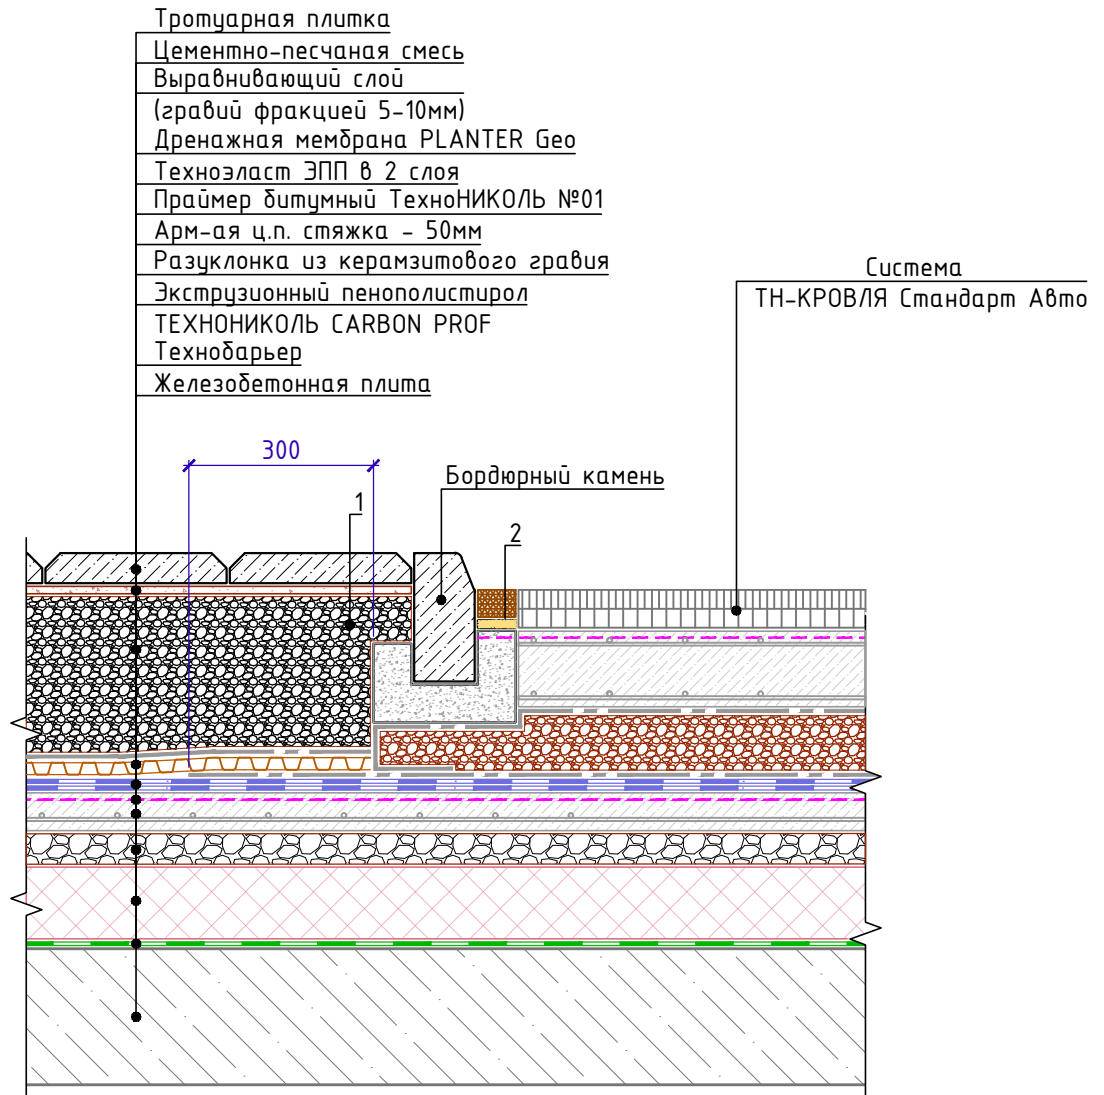 Тротуарная плитка
Цементно-песчаная смесь
Выравнивающий слой
(гравий фракцией 5-10мм)
Дренажная мембрана PLANTER Geo
Техноэласт ЭПП в 2 слоя
Праймер битумный ТехноНИКОЛЬ №01
Арм-ая ц.п. стяжка - 50мм
Разуклонка из керамзитового гравия
Экструзионный пенополистирол
ТЕХНОНИКОЛЬ CARBON PROF
Технобарьер
Железобетонная плита
Система
ТН-КРОВЛЯ Стандарт Авто
300
Бордюрный камень
1
2